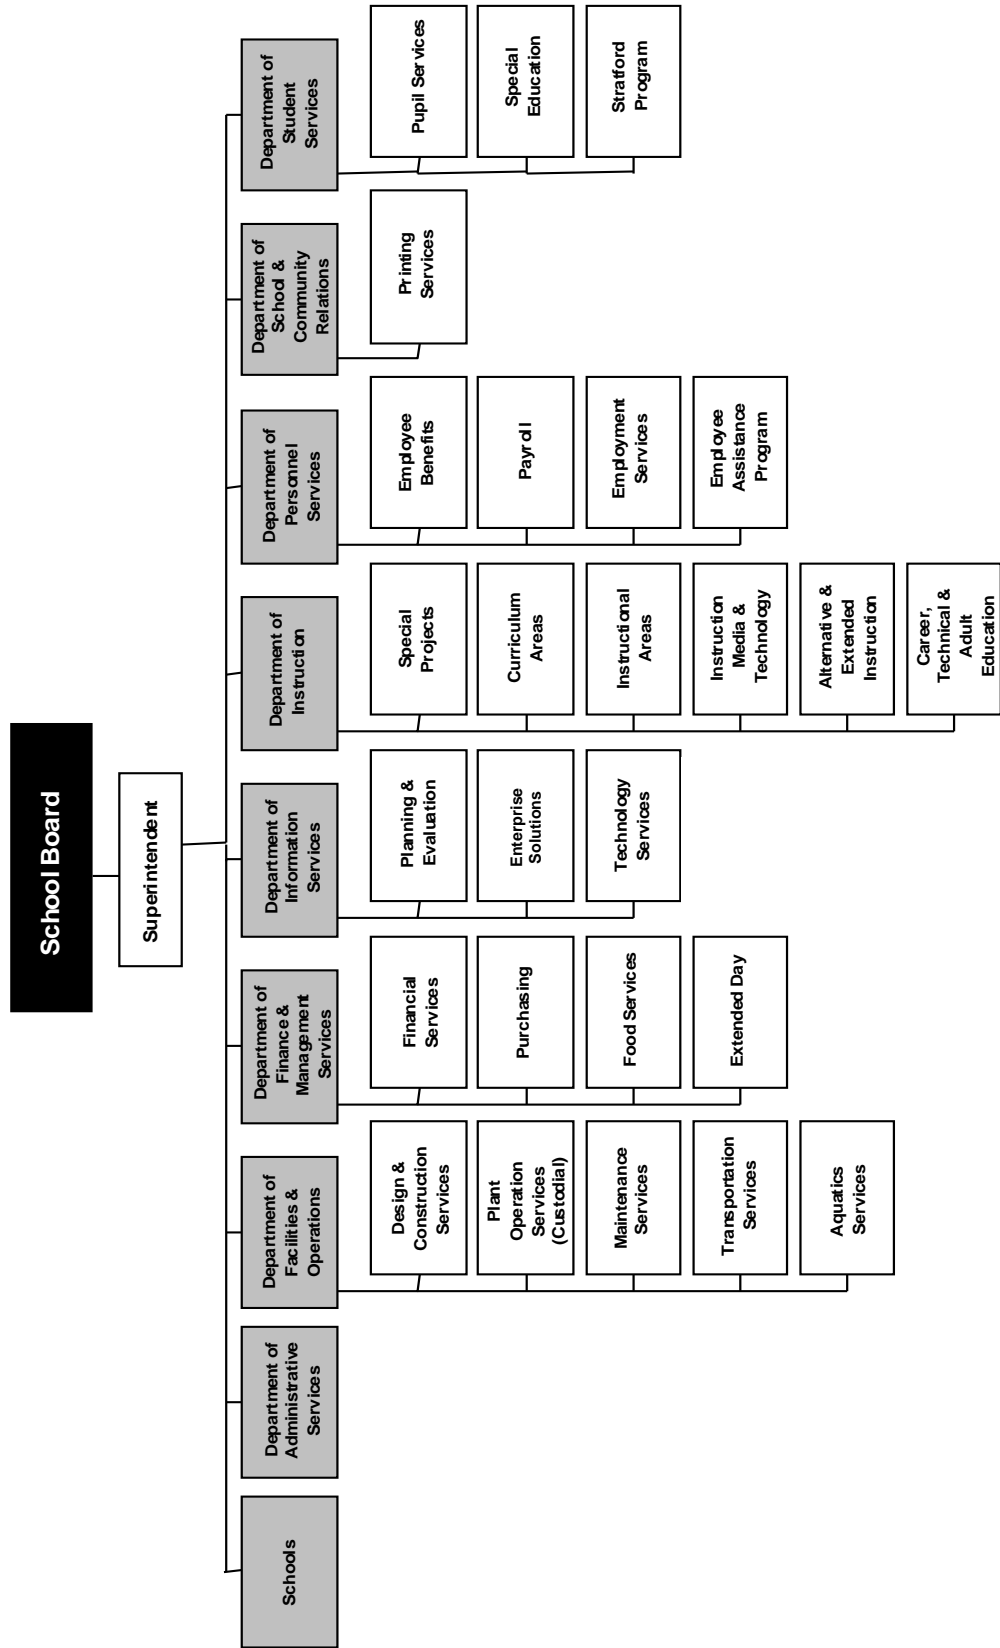 School Board
Superintendent
Schools
Department of
Administrative
Services
Department of
Facilities &
Operations
Design &
Construction
Services
Plant
Operation
Services
(Custodial)
Maintenance
Services
Transportation
Services
Aquatics
Services
Department of
Finance &
Management
Services
Financial
Services
Purchasing
Food Services
Extended Day
Department of
Information
Services
Planning &
Evaluation
Enterprise
Solutions
Technology
Services
Department of
Instruction
Special
Projects
Curriculum
Areas
Instructional
Areas
Instruction
Media &
Technology
Alternative &
Extended
Instruction
Career,
Technical &
Adult
Education
Department of
Personnel
Services
Employee
Benefits
Payroll
Employment
Services
Employee
Assistance
Program
Department of
School &
Community
Relations
Printing
Services
Department of
Student
Services
Pupil Services
Special
Education
Stratford
Program